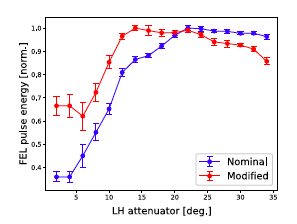 FEL pulse energy [norm.]
1.0
0.9
0.8
0.7
0.6
0.5
0.4
5 10 15 20 25 30 35
LH attenuator [deg.]
Nominal
Modified